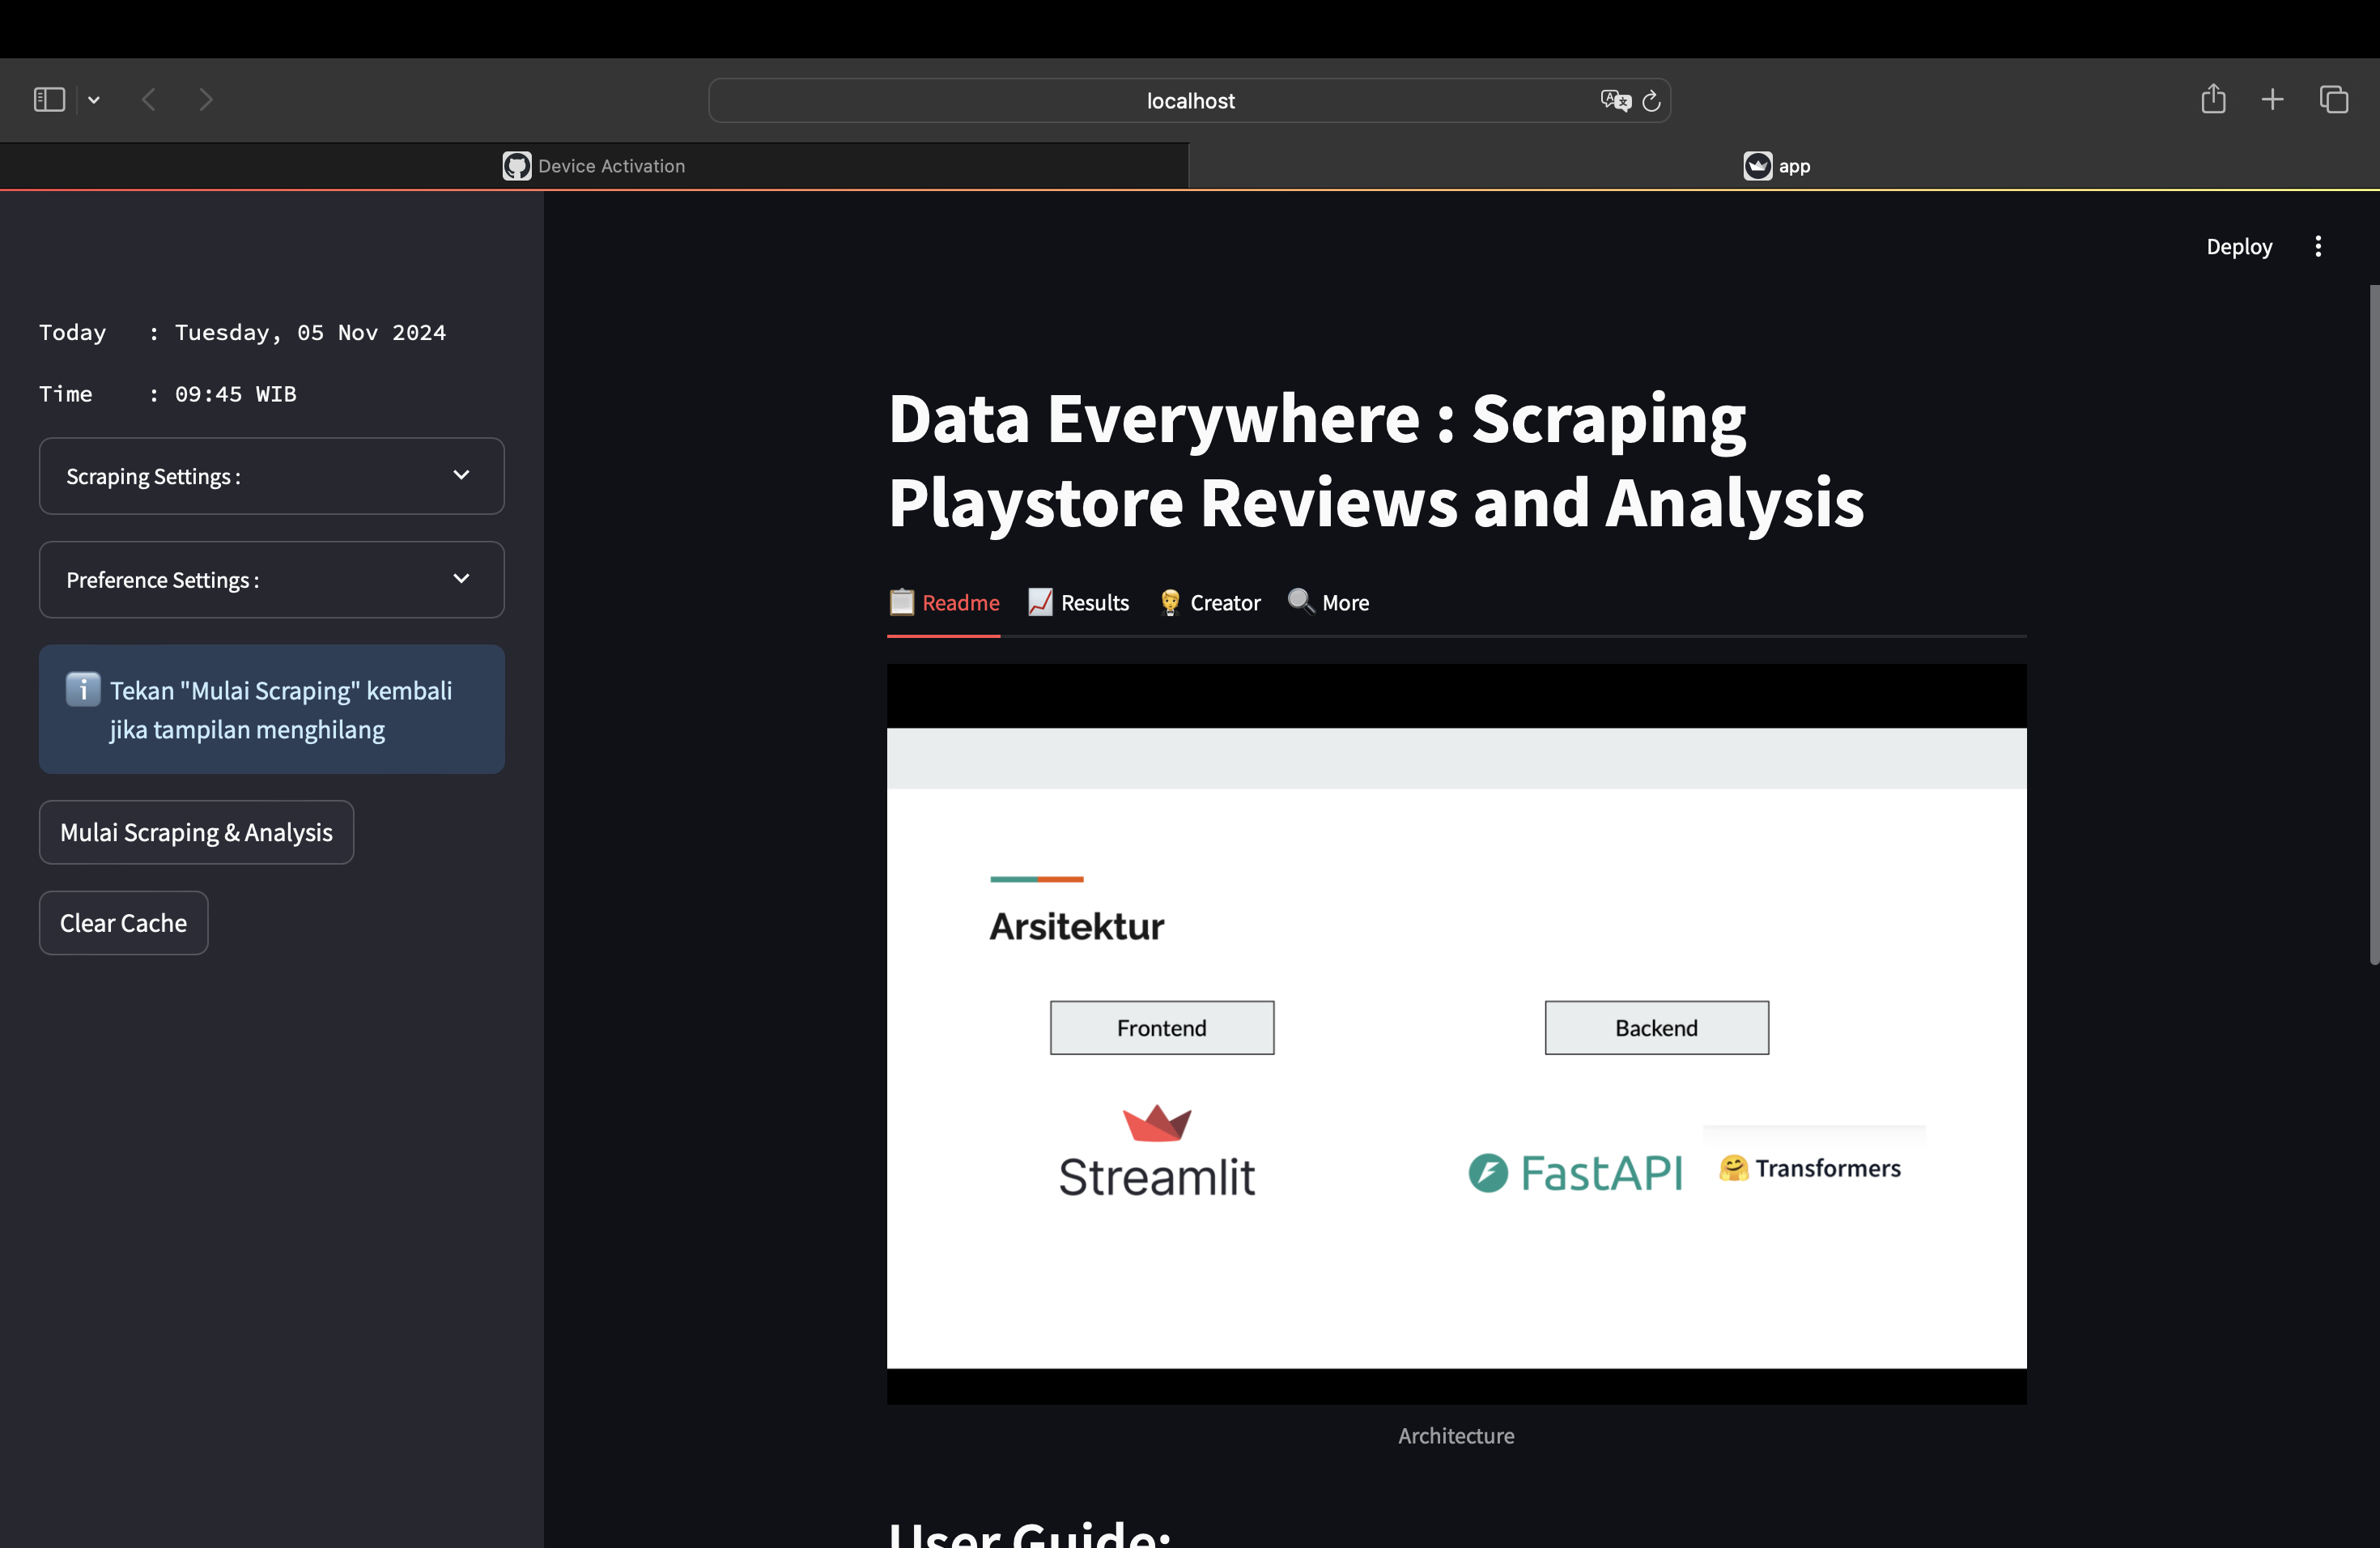 localhost
Device Activation
app
Deploy
Today : Tuesday, 05 Nov 2024
Time : 09:45 WIB
Scraping Settings :
Preference Settings :
Tekan "Mulai Scraping" kembali
jika tampilan menghilang
Mulai Scraping & Analysis
Clear Cache
Data Everywhere : Scraping
Playstore Reviews and Analysis
Readme Results Creator More
Arsitektur
Frontend Backend
Streamlit FastAPI Transformers
Architecture
User Guide: